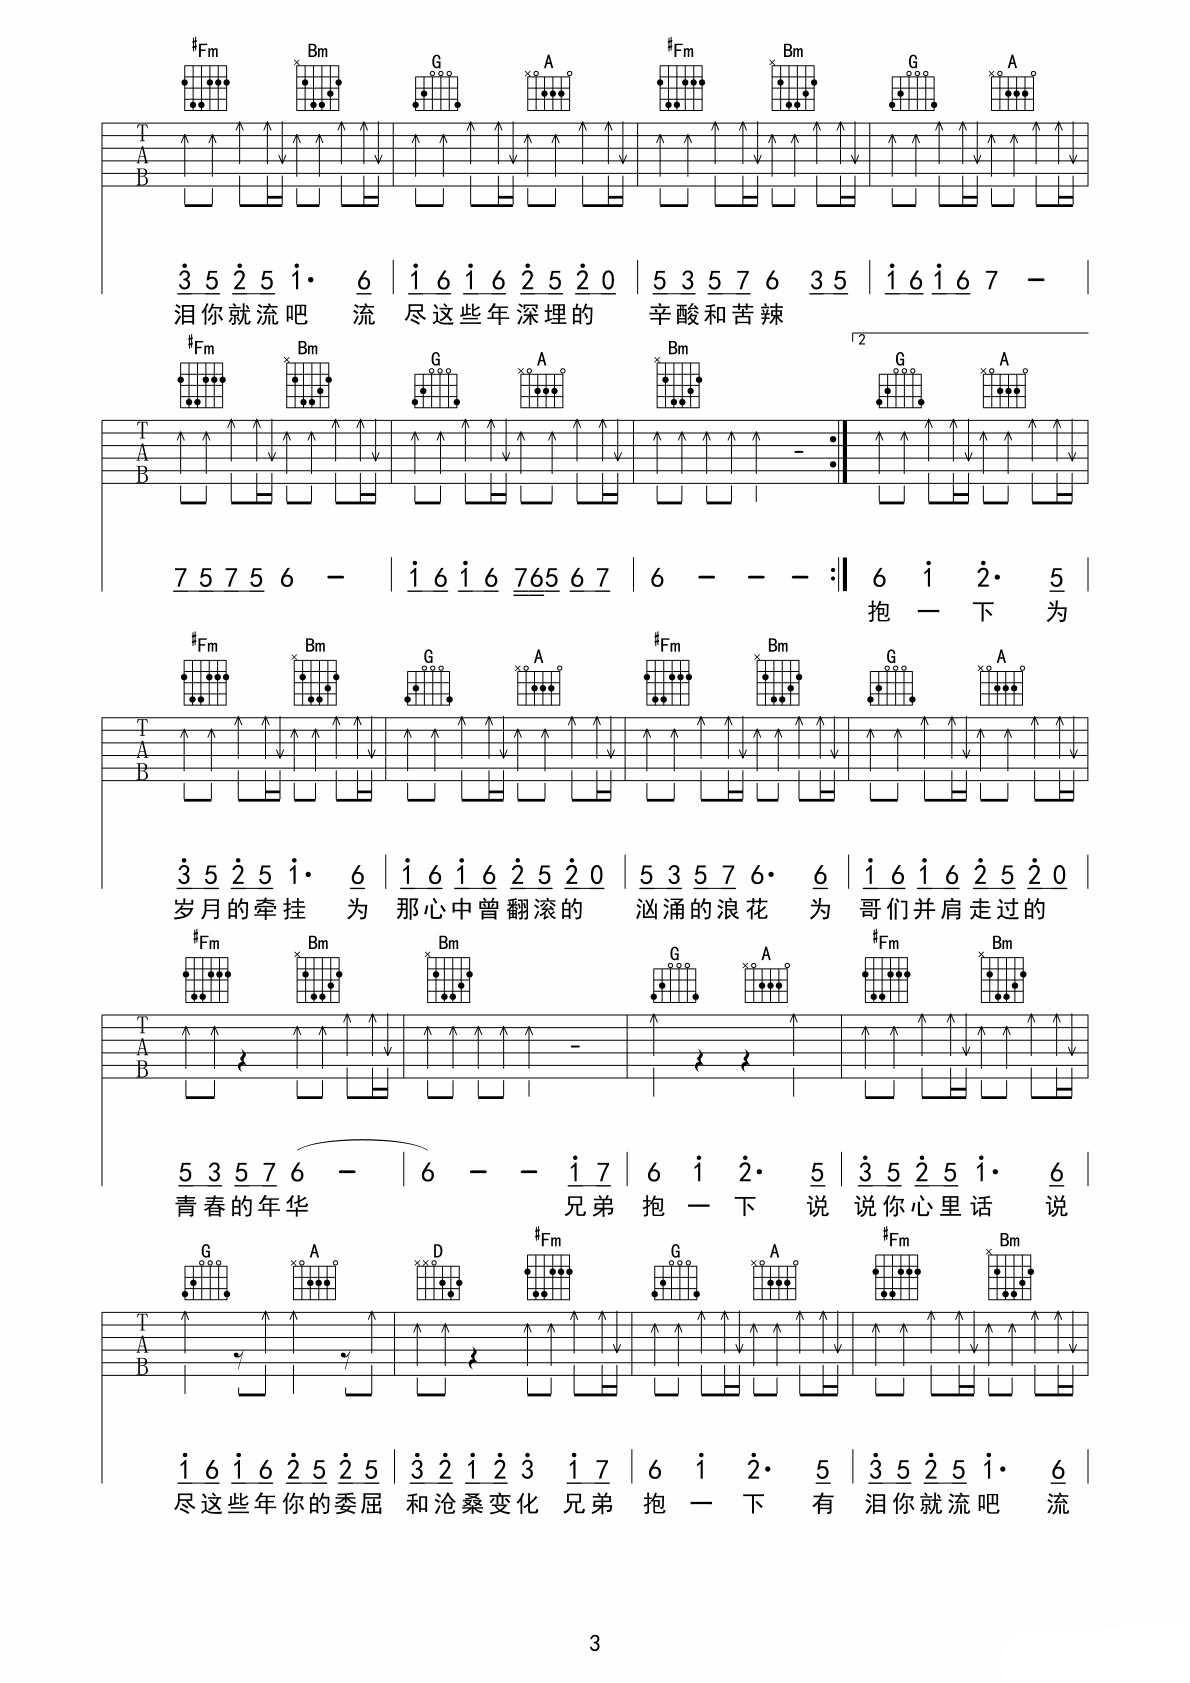 #Fm Bm G A #Fm Bm G A
T A B
3 5 2 5 1· 6 | 1 6 1 6 2 5 2 0 | 5 3 5 7 6 3 5 | 1 6 1 6 7 − |
泪你就流吧 流 尽这些年深埋的 辛酸和苦辣
#Fm Bm G A Bm 2 G A
T A B
7 5 7 5 6 − | 1 6 1 6 7 6 5 6 7 | 6 − − − :| 6 1 2· 5 |
抱 一 下 为
#Fm Bm G A #Fm Bm G A
T A B
3 5 2 5 1· 6 | 1 6 1 6 2 5 2 0 | 5 3 5 7 6· 6 | 1 6 1 6 2 5 2 0 |
岁月的牵挂 为 那心中曾翻滚的 汹涌的浪花 为 哥们并肩走过的
#Fm Bm Bm G A #Fm Bm
T A B
5 3 5 7 6 − | 6 − − 1 7 | 6 1 2· 5 | 3 5 2 5 1· 6 |
青春的年华 兄弟 抱 一 下 说 说你心里话 说
G A D #Fm G A #Fm Bm
T A B
1 6 1 6 2 5 2 5 | 3 2 1 2 3 1 7 | 6 1 2· 5 | 3 5 2 5 1· 6 |
尽这些年你的委屈 和沧桑变化 兄弟 抱 一 下 有 泪你就流吧 流
3